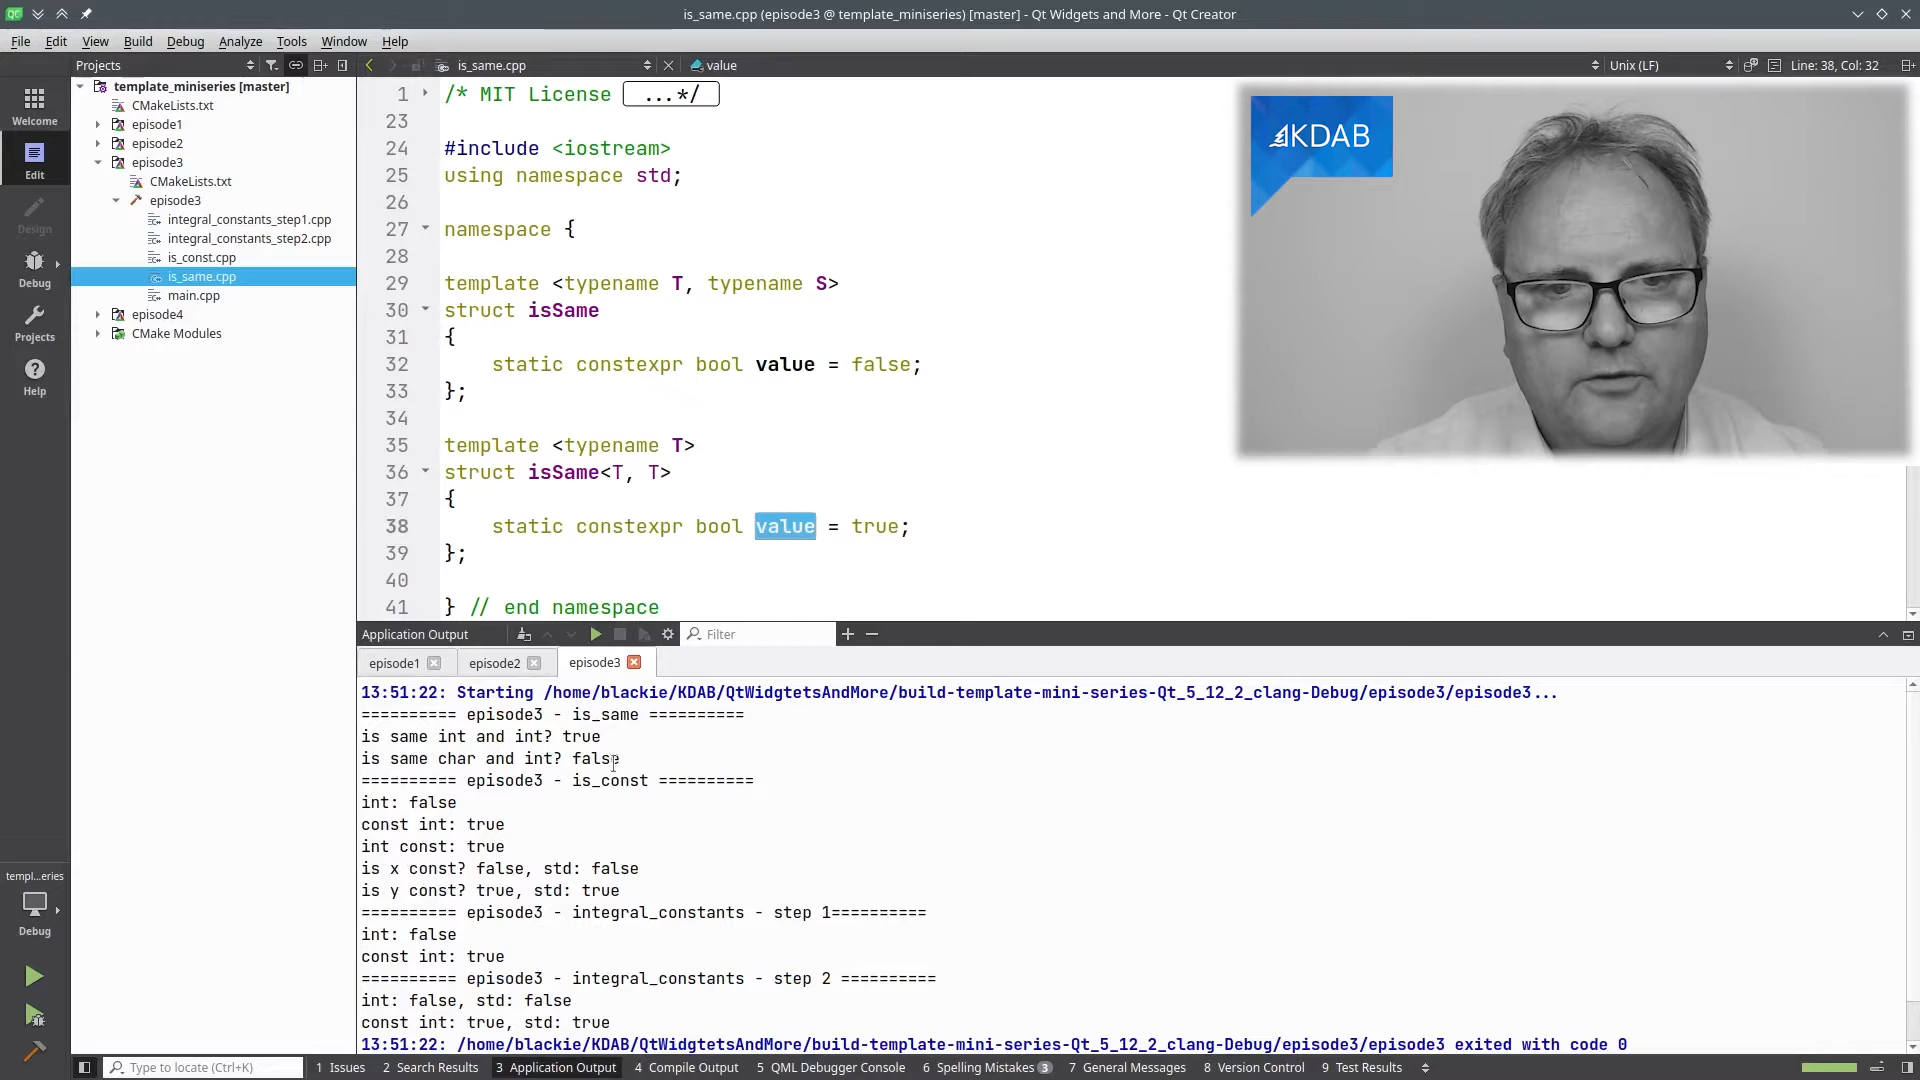 is_same.cpp (episode3 @ template_miniseries) [master] - Qt Widgets and More - Qt Creator
File Edit View Build Debug Analyze Tools Window Help
Projects
is_same.cpp
value
Unix (LF)
Line: 38, Col: 32
Welcome
Edit
Design
Debug
Projects
Help
templ...eries
Debug
template_miniseries [master]
CMakeLists.txt
episode1
episode2
episode3
CMakeLists.txt
episode3
integral_constants_step1.cpp
integral_constants_step2.cpp
is_const.cpp
is_same.cpp
main.cpp
episode4
CMake Modules
1 /* MIT License ...*/
23
24 #include <iostream>
25 using namespace std;
26
27 namespace {
28
29 template <typename T, typename S>
30 struct isSame
31 {
32 static constexpr bool value = false;
33 };
34
35 template <typename T>
36 struct isSame<T, T>
37 {
38 static constexpr bool value = true;
39 };
40
41 } // end namespace
KDAB
Application Output
Filter
episode1
episode2
episode3
13:51:22: Starting /home/blackie/KDAB/QtWidgtetsAndMore/build-template-mini-series-Qt_5_12_2_clang-Debug/episode3/episode3...
========== episode3 - is_same ==========
is same int and int? true
is same char and int? false
========== episode3 - is_const ==========
int: false
const int: true
int const: true
is x const? false, std: false
is y const? true, std: true
========== episode3 - integral_constants - step 1==========
int: false
const int: true
========== episode3 - integral_constants - step 2 ==========
int: false, std: false
const int: true, std: true
13:51:22: /home/blackie/KDAB/QtWidgtetsAndMore/build-template-mini-series-Qt_5_12_2_clang-Debug/episode3/episode3 exited with code 0
Type to locate (Ctrl+K)
1 Issues
2 Search Results
3 Application Output
4 Compile Output
5 QML Debugger Console
6 Spelling Mistakes 3
7 General Messages
8 Version Control
9 Test Results